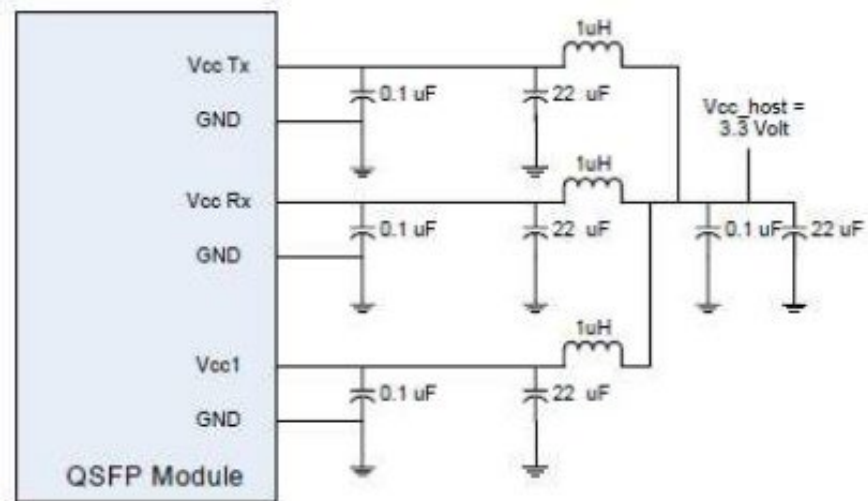 1uH
Vcc Tx
0.1 uF
22 uF
Vcc_host =
3.3 Volt
GND
1uH
Vcc Rx
0.1 uF
22 uF
0.1 uF
22 uF
GND
1uH
Vcc1
0.1 uF
22 uF
GND
QSFP Module